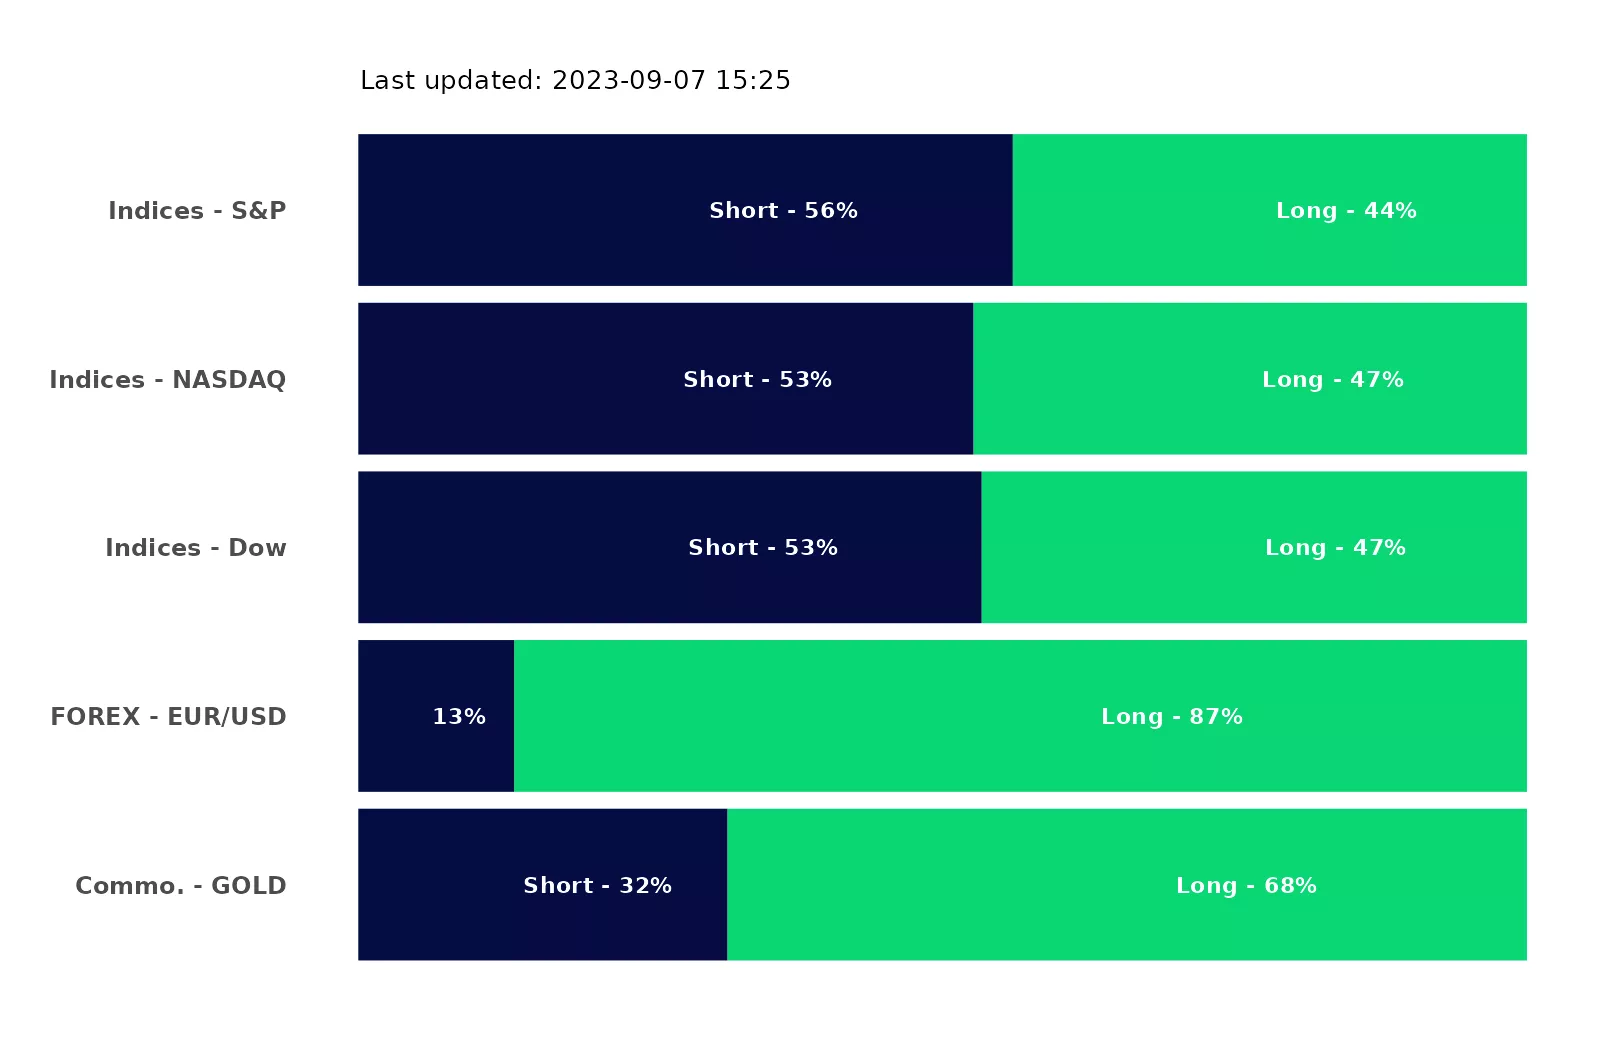 Last updated: 2023-09-07 15:25
Indices - S&P Short - 56% Long - 44%
Indices - NASDAQ Short - 53% Long - 47%
Indices - Dow Short - 53% Long - 47%
FOREX - EUR/USD 13% Long - 87%
Commo. - GOLD Short - 32% Long - 68%